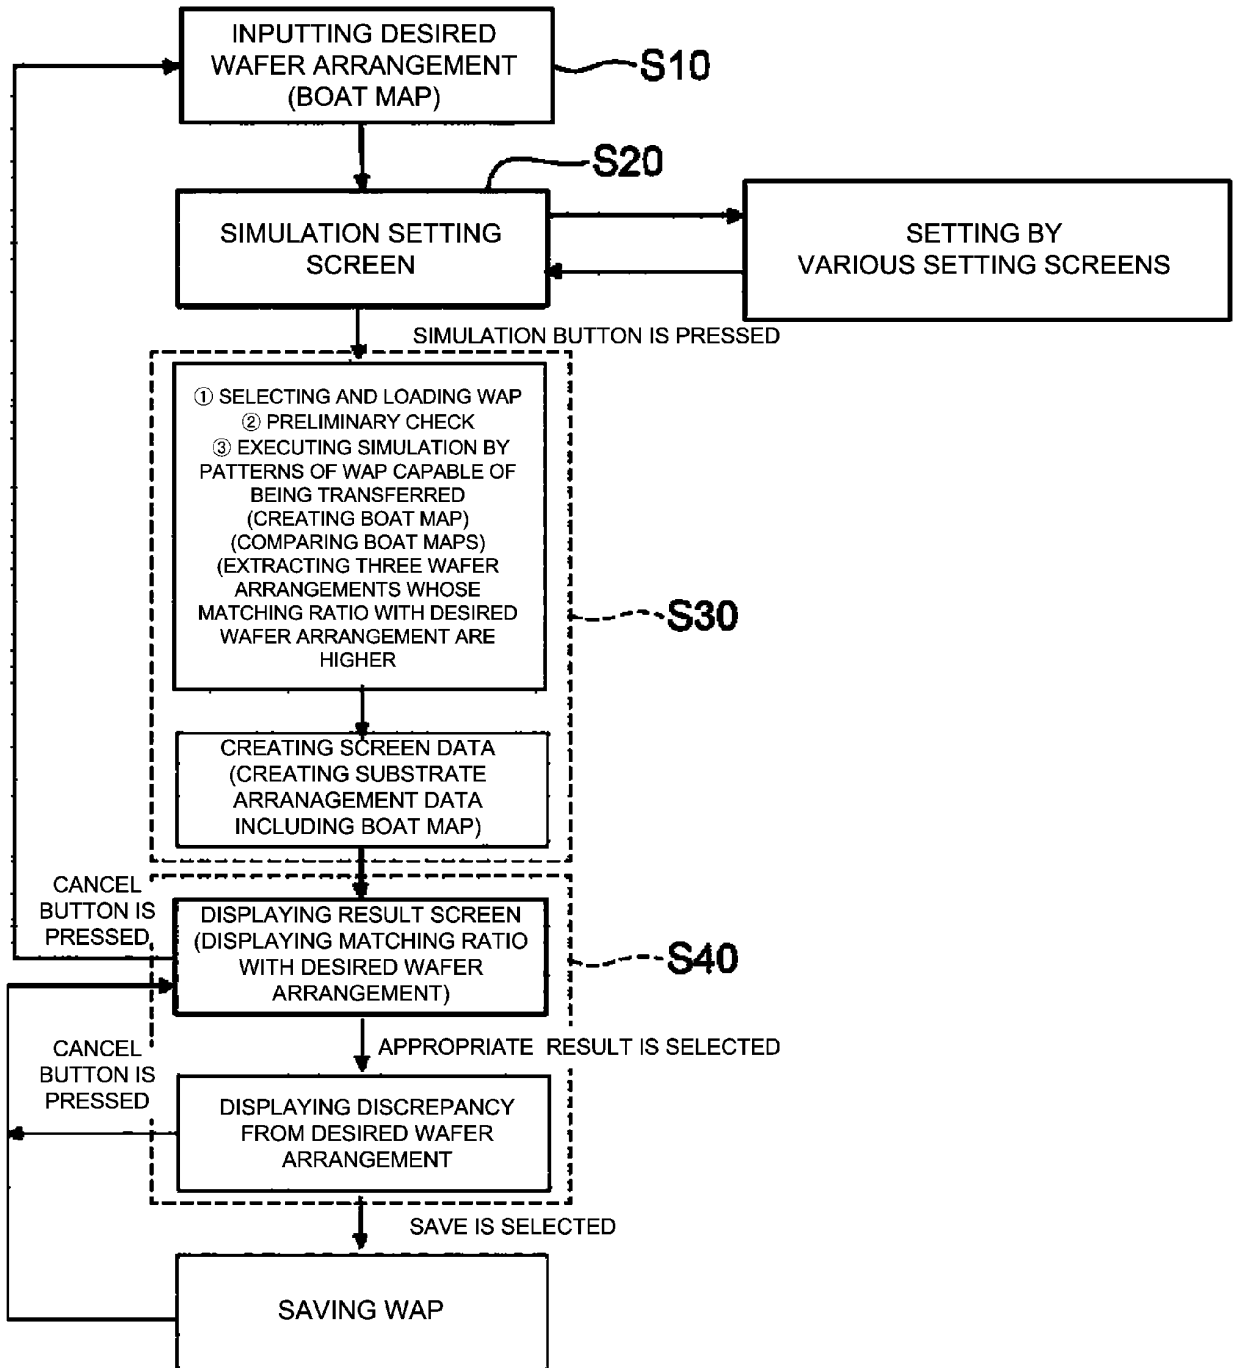 INPUTTING DESIRED
WAFER ARRANGEMENT
(BOAT MAP)
S10
S20
SIMULATION SETTING
SCREEN
SETTING BY
VARIOUS SETTING SCREENS
SIMULATION BUTTON IS PRESSED
① SELECTING AND LOADING WAP
② PRELIMINARY CHECK
③ EXECUTING SIMULATION BY
PATTERNS OF WAP CAPABLE OF
BEING TRANSFERRED
(CREATING BOAT MAP)
(COMPARING BOAT MAPS)
(EXTRACTING THREE WAFER
ARRANGEMENTS WHOSE
MATCHING RATIO WITH DESIRED
WAFER ARRANGEMENT ARE
HIGHER
S30
CREATING SCREEN DATA
(CREATING SUBSTRATE
ARRANAGEMENT DATA
INCLUDING BOAT MAP)
CANCEL
BUTTON IS
PRESSED
DISPLAYING RESULT SCREEN
(DISPLAYING MATCHING RATIO
WITH DESIRED WAFER
ARRANGEMENT)
S40
APPROPRIATE RESULT IS SELECTED
CANCEL
BUTTON IS
PRESSED
DISPLAYING DISCREPANCY
FROM DESIRED WAFER
ARRANGEMENT
SAVE IS SELECTED
SAVING WAP